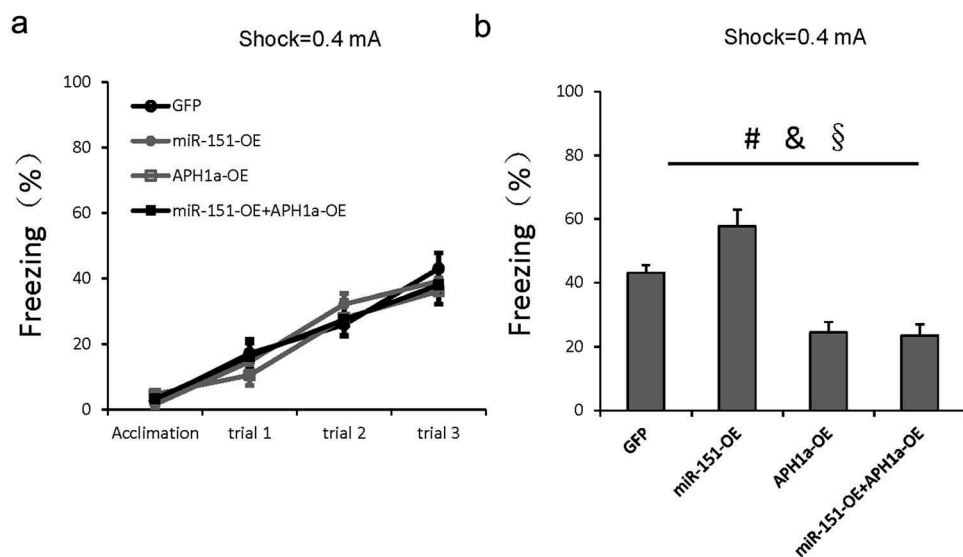 a
Shock=0.4 mA
Freezing （%）
100
80
60
40
20
0
GFP
miR-151-OE
APH1a-OE
miR-151-OE+APH1a-OE
Acclimation trial 1 trial 2 trial 3
b
Shock=0.4 mA
Freezing （%）
100
80
60
40
20
0
# & §
GFP
miR-151-OE
APH1a-OE
miR-151-OE+APH1a-OE